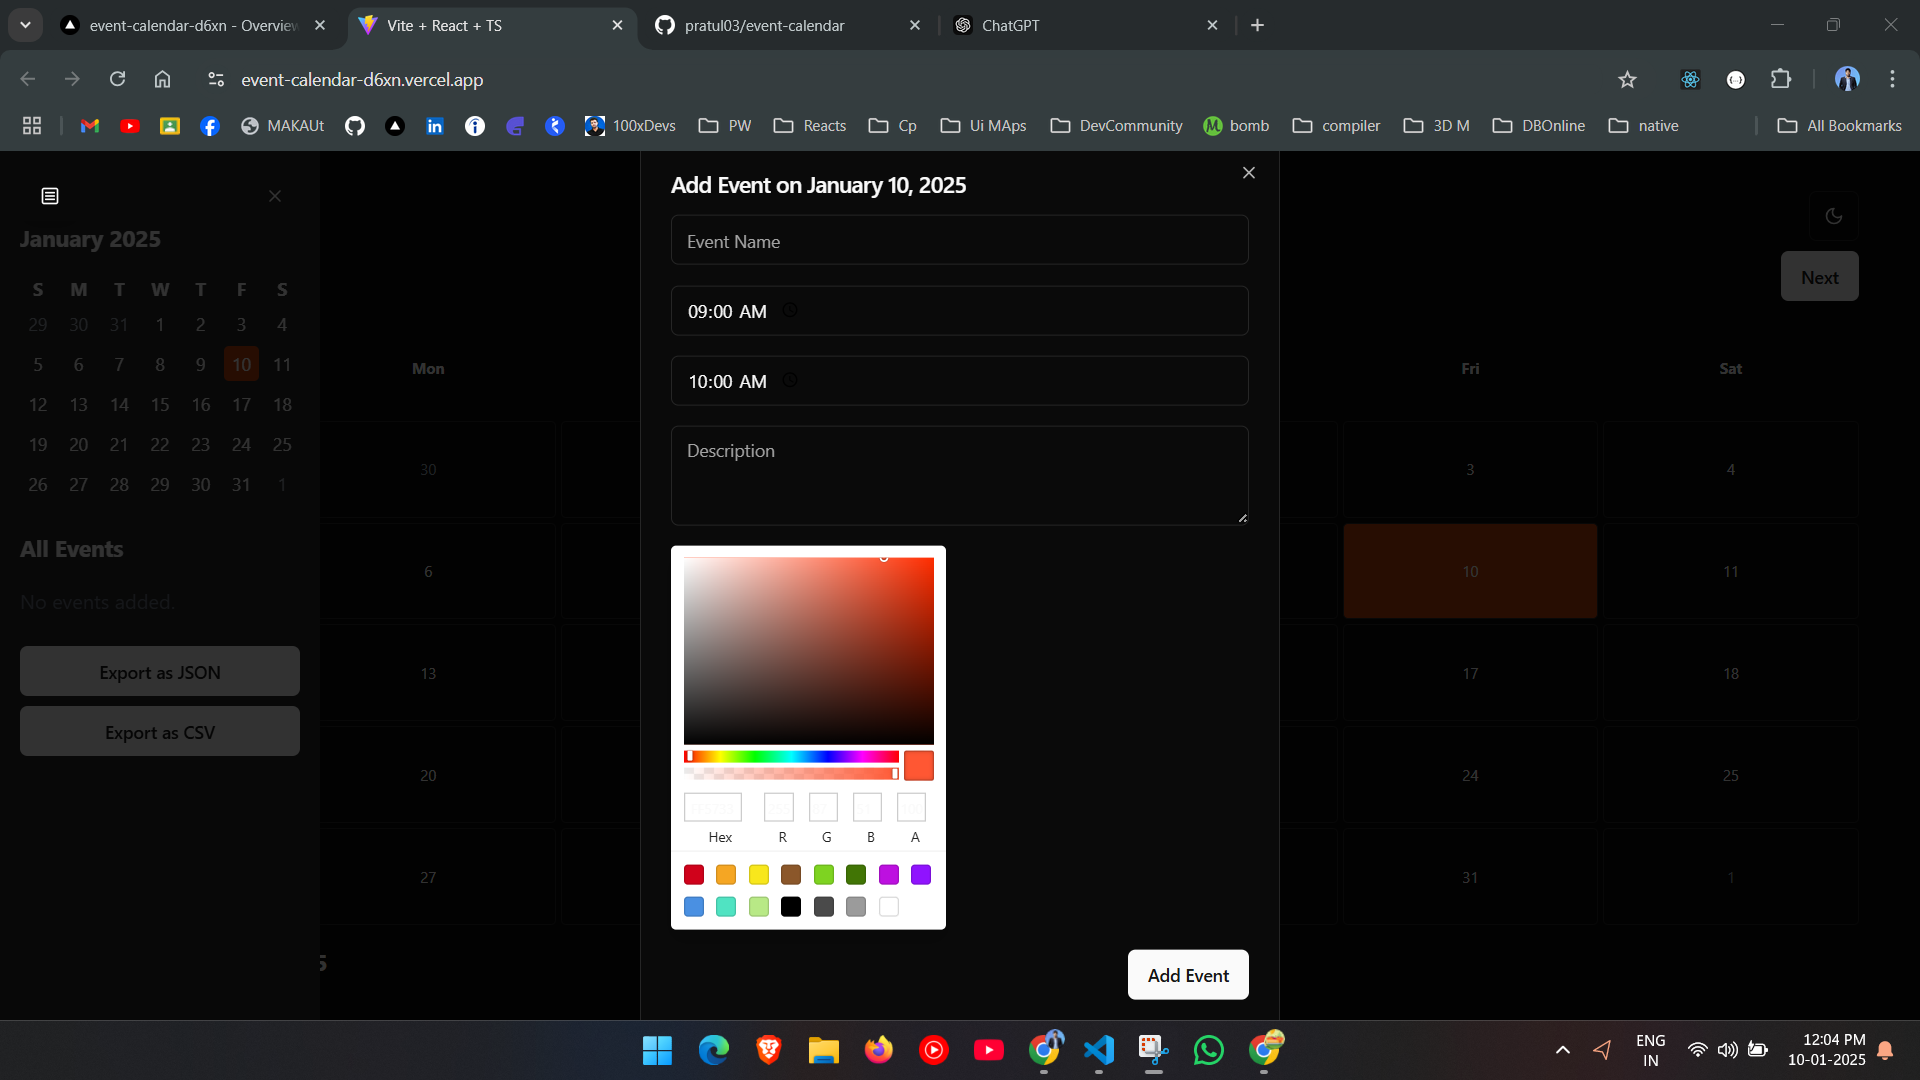 event-calendar-d6xn - Overview
Vite + React + TS
pratul03/event-calendar
ChatGPT
event-calendar-d6xn.vercel.app
MAKAUt
100xDevs
PW
Reacts
Cp
Ui MAps
DevCommunity
bomb
compiler
3D M
DBOnline
native
All Bookmarks
January 2025
S M T W T F S
29 30 31 1 2 3 4
5 6 7 8 9 10 11
12 13 14 15 16 17 18
19 20 21 22 23 24 25
26 27 28 29 30 31 1
All Events
No events added.
Export as JSON
Export as CSV
Add Event on January 10, 2025
Event Name
09:00 AM
10:00 AM
Description
Hex R G B A
Add Event
Next
Mon Fri Sat
30 3 4
6 10 11
13 17 18
20 24 25
27 31 1
5
ENG
IN
12:04 PM
10-01-2025